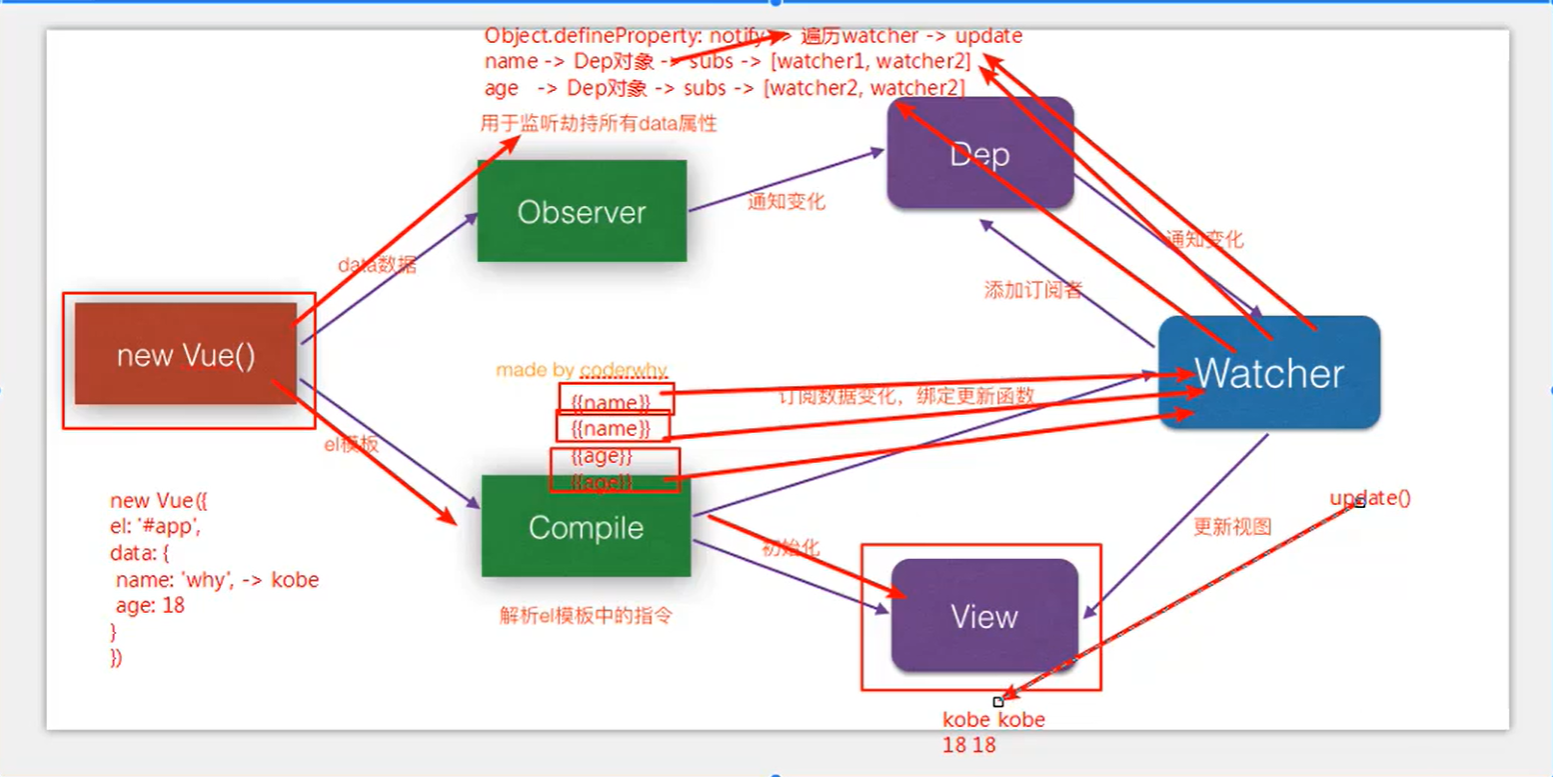 Object.defineProperty: notify -> 遍历watcher -> update
name -> Dep对象 -> subs -> [watcher1, watcher2]
age -> Dep对象 -> subs -> [watcher2, watcher2]
用于监听劫持所有data属性
Dep
Observer
通知变化
通知变化
data数据
添加订阅者
new Vue()
made by coderwhy
Watcher
{{name}}
订阅数据变化，绑定更新函数
{{name}}
el模板
{{age}}
{{age}}
new Vue({
el: '#app',
data: {
name: 'why', -> kobe
age: 18
}
})
Compile
初始化
update()
更新视图
解析el模板中的指令
View
kobe kobe
18 18